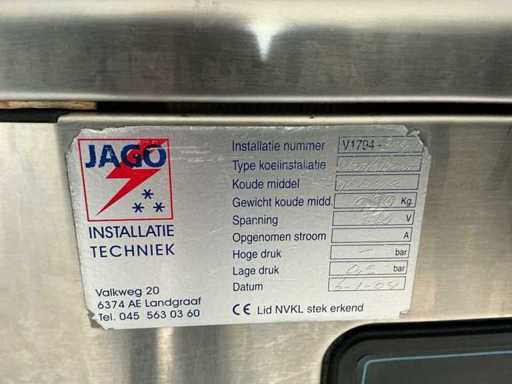 JAGO
INSTALLATIE
TECHNIEK
Valkweg 20
6374 AE Landgraaf
Tel. 045 563 03 60
Installatie nummer V1794-
Type koelinstallatie
Koude middel
Gewicht koude midd. Kg.
Spanning V
Opgenomen stroom A
Hoge druk - bar
Lage druk bar
Datum
CE Lid NVKL stek erkend